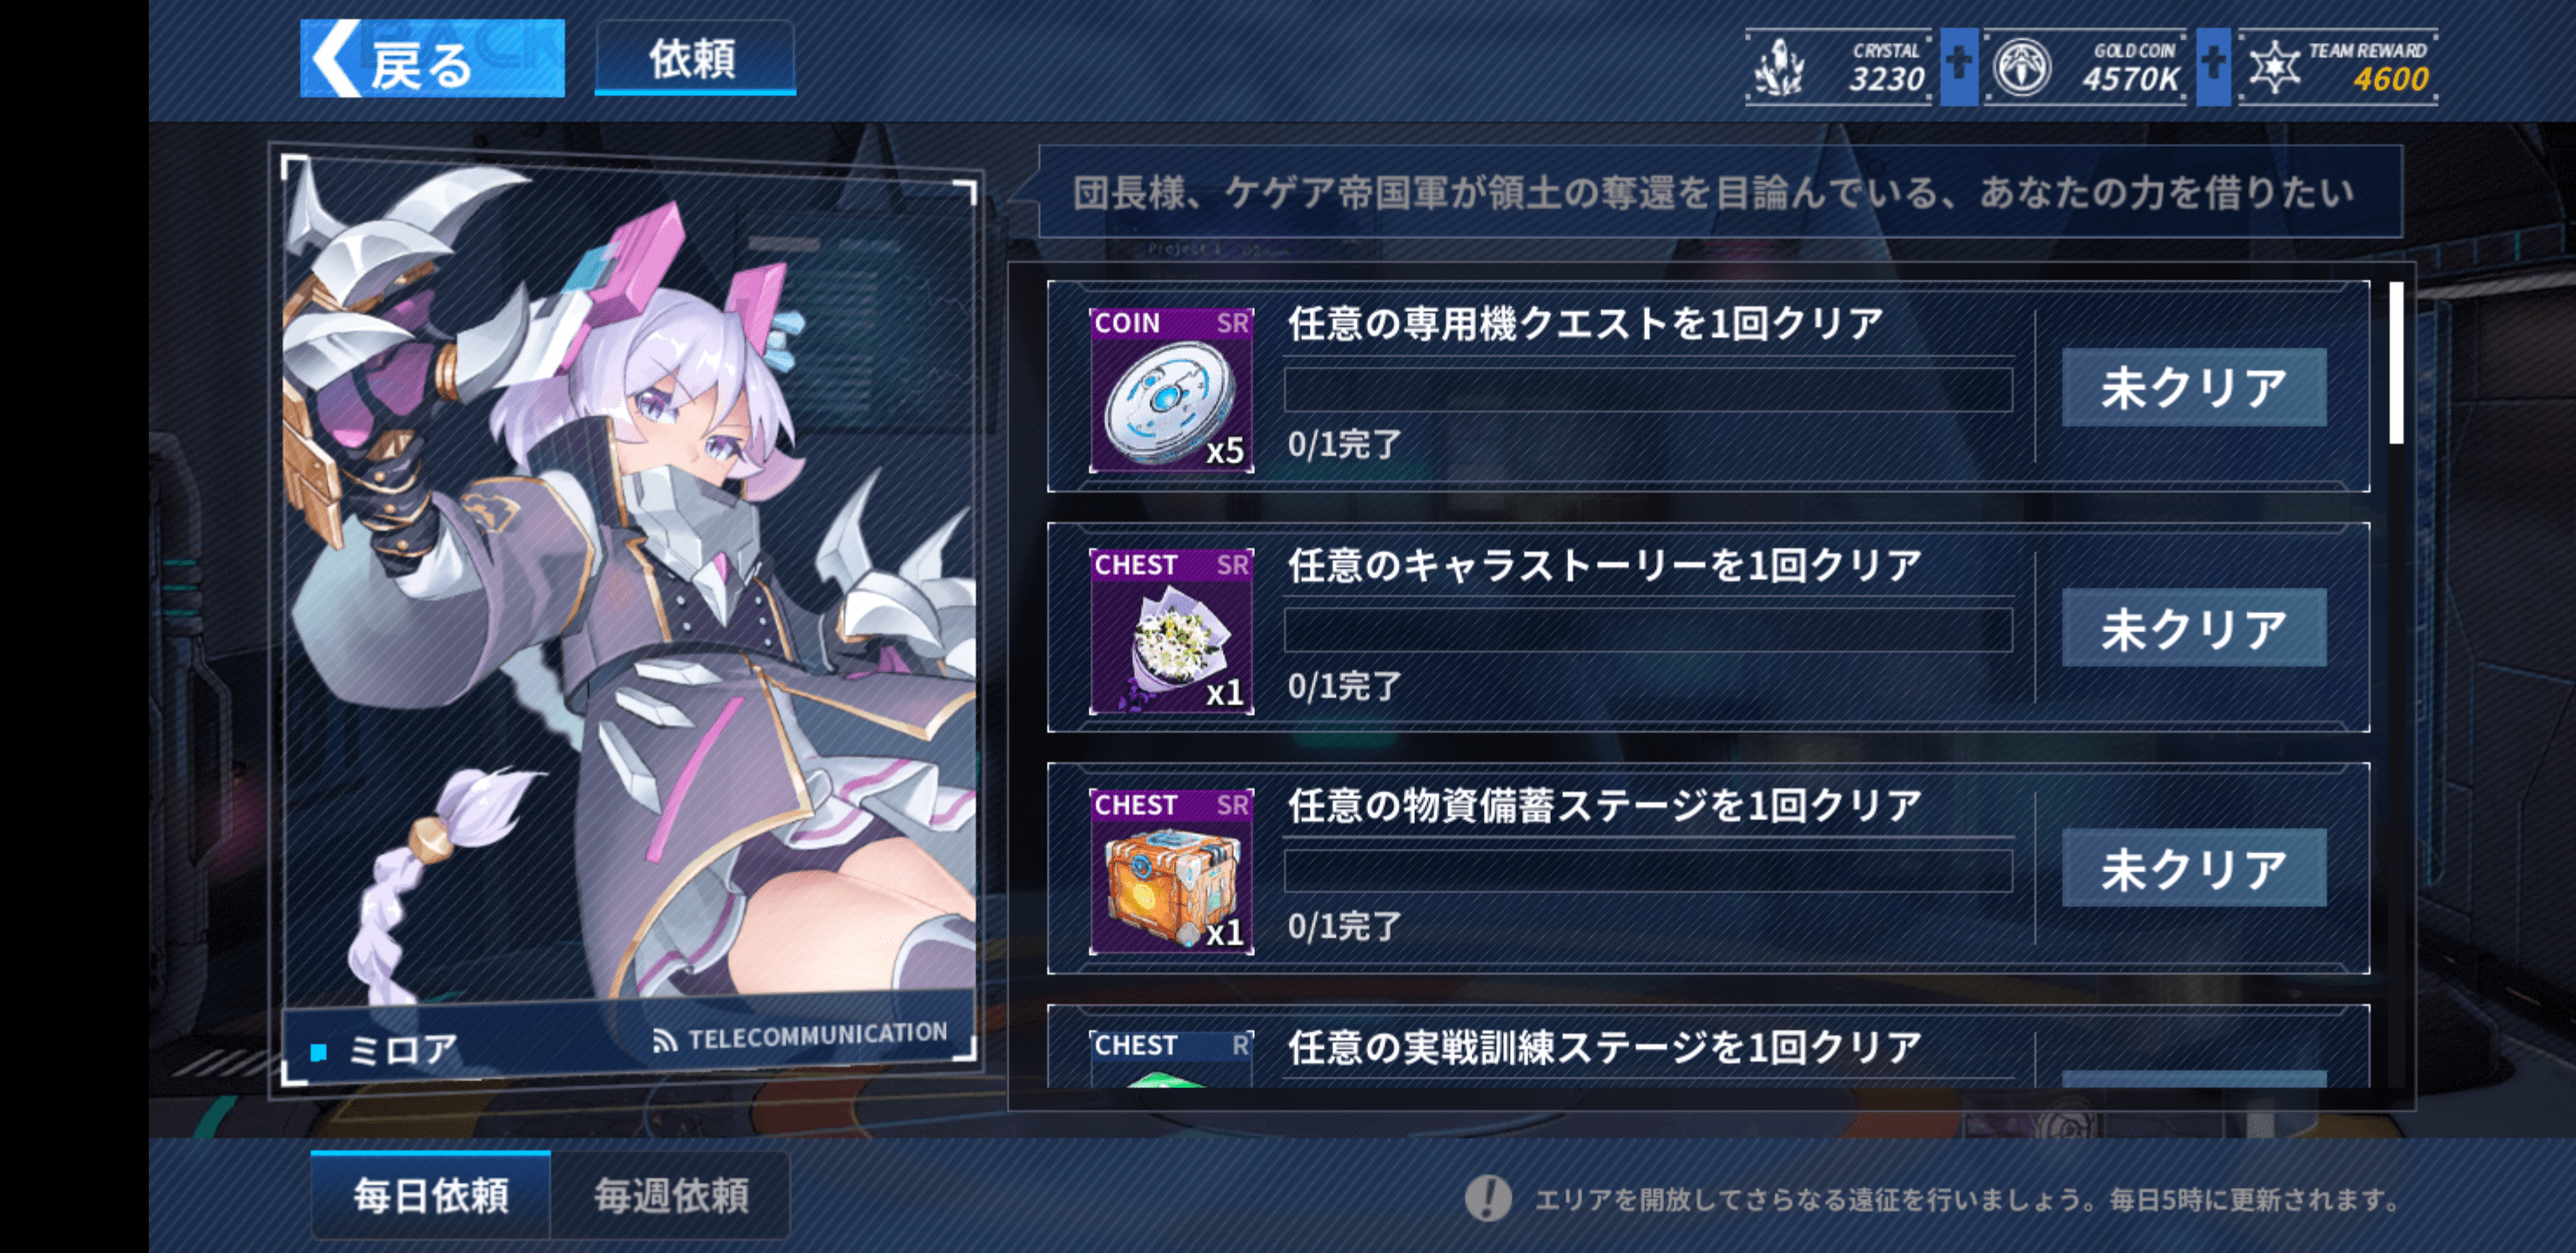 戻る
依頼
CRYSTAL
3230
GOLD COIN
4570K
TEAM REWARD
4600
団長様、ケゲア帝国軍が領土の奪還を目論んでいる、あなたの力を借りたい
COIN SR
x5
任意の専用機クエストを1回クリア
0/1完了
未クリア
CHEST SR
x1
任意のキャラストーリーを1回クリア
0/1完了
未クリア
CHEST SR
x1
任意の物資備蓄ステージを1回クリア
0/1完了
未クリア
CHEST R
任意の実戦訓練ステージを1回クリア
ミロア
TELECOMMUNICATION
毎日依頼
毎週依頼
エリアを開放してさらなる遠征を行いましょう。毎日5時に更新されます。